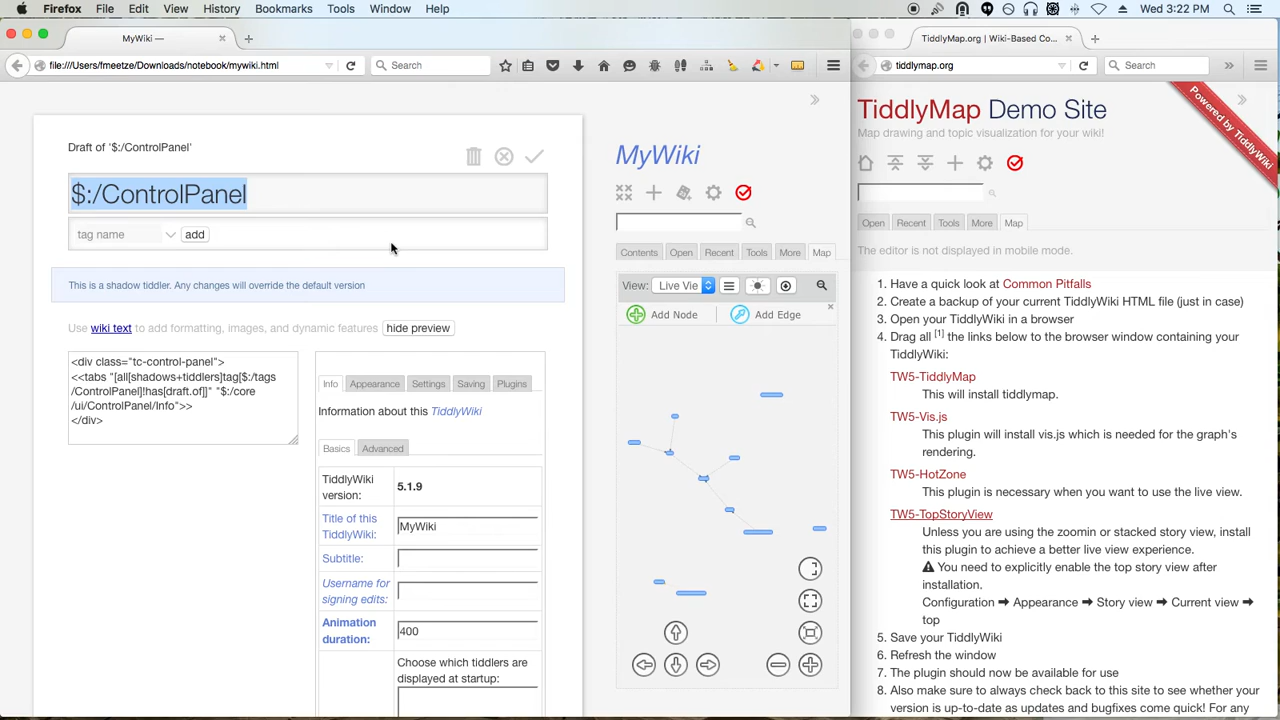 Firefox File Edit View History Bookmarks Tools Window Help Wed 3:22 PM
MyWiki —
file:///Users/fmeetze/Downloads/notebook/mywiki.html
Search
Draft of '$:/ControlPanel'
$:/ControlPanel
tag name
add
This is a shadow tiddler. Any changes will override the default version
Use wiki text to add formatting, images, and dynamic features hide preview
<div class="tc-control-panel">
<<tabs "[all[shadows+tiddlers]tag[$:/tags
/ControlPanel]!has[draft.of]]" "$:/core
/ui/ControlPanel/Info">>
</div>
Info Appearance Settings Saving Plugins
Information about this TiddlyWiki
Basics Advanced
TiddlyWiki
version:
5.1.9
Title of this
TiddlyWiki:
MyWiki
Subtitle:
Username for
signing edits:
Animation
duration:
400
Choose which tiddlers are
displayed at startup:
MyWiki
Contents Open Recent Tools More Map
View: Live Vie
Add Node Add Edge
TiddlyMap.org | Wiki-Based Co...
tiddlymap.org
Search
TiddlyMap Demo Site
Map drawing and topic visualization for your wiki!
Powered by TiddlyWiki
Open Recent Tools More Map
The editor is not displayed in mobile mode.
1. Have a quick look at Common Pitfalls
2. Create a backup of your current TiddlyWiki HTML file (just in case)
3. Open your TiddlyWiki in a browser
4. Drag all [1] the links below to the browser window containing your
TiddlyWiki:
TW5-TiddlyMap
This will install tiddlymap.
TW5-Vis.js
This plugin will install vis.js which is needed for the graph's
rendering.
TW5-HotZone
This plugin is necessary when you want to use the live view.
TW5-TopStoryView
Unless you are using the zoomin or stacked story view, install
this plugin to achieve a better live view experience.
⚠ You need to explicitly enable the top story view after
installation.
Configuration ➡ Appearance ➡ Story view ➡ Current view ➡
top
5. Save your TiddlyWiki
6. Refresh the window
7. The plugin should now be available for use
8. Also make sure to always check back to this site to see whether your
version is up-to-date as updates and bugfixes come quick! For any